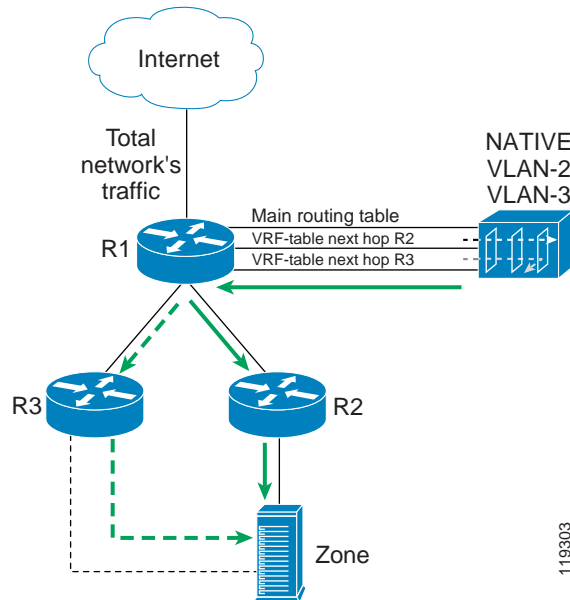 Internet
Total
network's
traffic
NATIVE
VLAN-2
VLAN-3
Main routing table
VRF-table next hop R2
VRF-table next hop R3
R1
R3
R2
Zone
119303